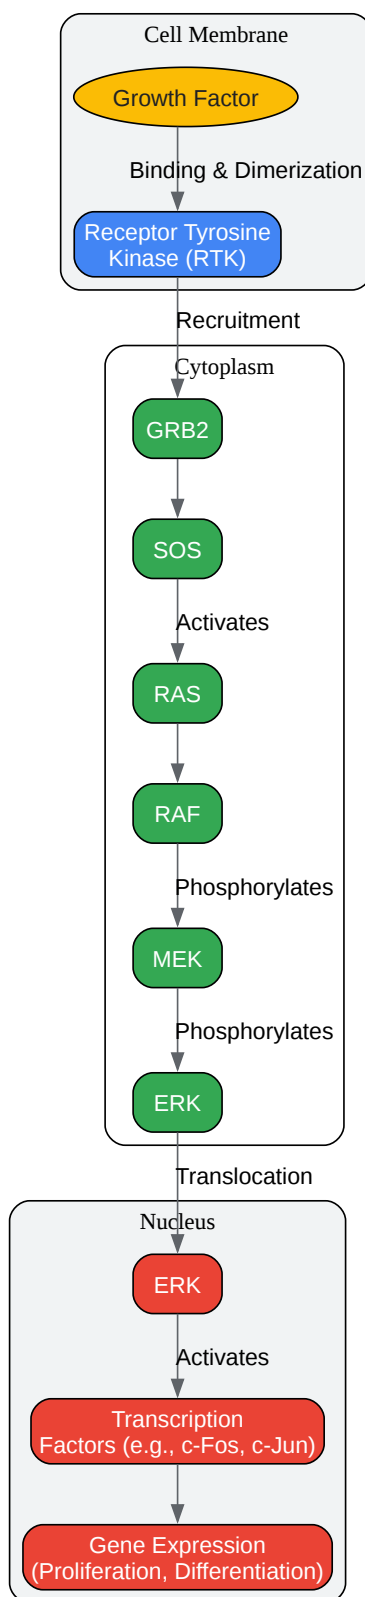 Cell Membrane
Growth Factor
Binding & Dimerization
Receptor Tyrosine
Kinase (RTK)
Recruitment
Cytoplasm
GRB2
SOS
Activates
RAS
RAF
Phosphorylates
MEK
Phosphorylates
ERK
Translocation
Nucleus
ERK
Activates
Transcription
Factors (e.g., c-Fos, c-Jun)
Gene Expression
(Proliferation, Differentiation)